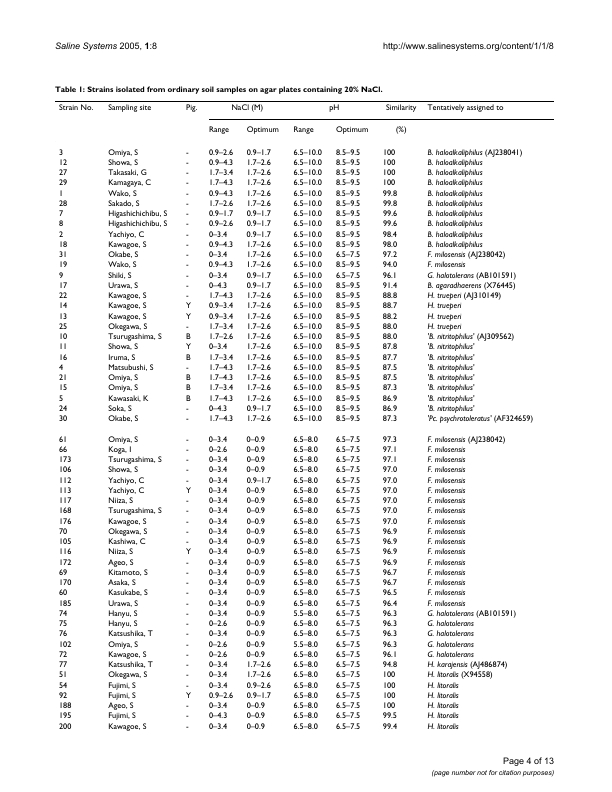 Saline Systems 2005, 1:8 http://www.salinesystems.org/content/1/1/8
Table 1: Strains isolated from ordinary soil samples on agar plates containing 20% NaCl.
Strain No. Sampling site Pig. NaCl (M) pH Similarity Tentatively assigned to
Range Optimum Range Optimum (%)
3 Omiya, S - 0.9–2.6 0.9–1.7 6.5–10.0 8.5–9.5 100 B. haloalkaliphilus (AJ238041)
12 Showa, S - 0.9–4.3 1.7–2.6 6.5–10.0 8.5–9.5 100 B. haloalkaliphilus
27 Takasaki, G - 1.7–3.4 1.7–2.6 6.5–10.0 8.5–9.5 100 B. haloalkaliphilus
29 Kamagaya, C - 1.7–4.3 1.7–2.6 6.5–10.0 8.5–9.5 100 B. haloalkaliphilus
1 Wako, S - 0.9–4.3 1.7–2.6 6.5–10.0 8.5–9.5 99.8 B. haloalkaliphilus
28 Sakado, S - 1.7–2.6 1.7–2.6 6.5–10.0 8.5–9.5 99.8 B. haloalkaliphilus
7 Higashichichibu, S - 0.9–1.7 0.9–1.7 6.5–10.0 8.5–9.5 99.6 B. haloalkaliphilus
8 Higashichichibu, S - 0.9–2.6 0.9–1.7 6.5–10.0 8.5–9.5 99.6 B. haloalkaliphilus
2 Yachiyo, C - 0–3.4 0.9–1.7 6.5–10.0 8.5–9.5 98.4 B. haloalkaliphilus
18 Kawagoe, S - 0.9–4.3 1.7–2.6 6.5–10.0 8.5–9.5 98.0 B. haloalkaliphilus
31 Okabe, S - 0–3.4 1.7–2.6 6.5–10.0 6.5–7.5 97.2 F. milosensis (AJ238042)
19 Wako, S - 0.9–4.3 1.7–2.6 6.5–10.0 8.5–9.5 94.0 F. milosensis
9 Shiki, S - 0–3.4 0.9–1.7 6.5–10.0 8.5–9.5 96.1 G. halotolerans (AB101591)
17 Urawa, S - 0–4.3 0.9–1.7 6.5–10.0 8.5–9.5 91.4 B. agaradhaerens (X76445)
22 Kawagoe, S - 1.7–4.3 1.7–2.6 6.5–10.0 8.5–9.5 88.8 H. trueperi (AJ310149)
14 Kawagoe, S Y 0.9–4.3 1.7–2.6 6.5–10.0 8.5–9.5 88.7 H. trueperi
13 Kawagoe, S Y 0.9–3.4 1.7–2.6 6.5–10.0 8.5–9.5 88.2 H. trueperi
25 Okegawa, S - 1.7–3.4 1.7–2.6 6.5–10.0 8.5–9.5 88.0 H. trueperi
10 Tsurugashima, S B 1.7–2.6 1.7–2.6 6.5–10.0 8.5–9.5 88.0 'B. nitritophilus' (AJ309562)
11 Showa, S Y 0–3.4 1.7–2.6 6.5–10.0 8.5–9.5 87.8 'B. nitritophilus'
16 Iruma, S B 1.7–3.4 1.7–2.6 6.5–10.0 8.5–9.5 87.7 'B. nitritophilus'
4 Matsubushi, S - 1.7–4.3 1.7–2.6 6.5–10.0 8.5–9.5 87.5 'B. nitritophilus'
21 Omiya, S B 1.7–4.3 1.7–2.6 6.5–10.0 8.5–9.5 87.5 'B. nitritophilus'
15 Omiya, S B 1.7–3.4 1.7–2.6 6.5–10.0 8.5–9.5 87.3 'B. nitritophilus'
5 Kawasaki, K B 1.7–4.3 1.7–2.6 6.5–10.0 8.5–9.5 86.9 'B. nitritophilus'
24 Soka, S - 0–4.3 0.9–1.7 6.5–10.0 8.5–9.5 86.9 'B. nitritophilus'
30 Okabe, S - 1.7–4.3 1.7–2.6 6.5–10.0 8.5–9.5 87.3 'Pc. psychrotoleratus' (AF324659)
61 Omiya, S - 0–3.4 0–0.9 6.5–8.0 6.5–7.5 97.3 F. milosensis (AJ238042)
66 Koga, I - 0–2.6 0–0.9 6.5–8.0 6.5–7.5 97.1 F. milosensis
173 Tsurugashima, S - 0–3.4 0–0.9 6.5–8.0 6.5–7.5 97.1 F. milosensis
106 Showa, S - 0–3.4 0–0.9 6.5–8.0 6.5–7.5 97.0 F. milosensis
112 Yachiyo, C - 0–3.4 0.9–1.7 6.5–8.0 6.5–7.5 97.0 F. milosensis
113 Yachiyo, C Y 0–3.4 0–0.9 6.5–8.0 6.5–7.5 97.0 F. milosensis
117 Niiza, S - 0–3.4 0–0.9 6.5–8.0 6.5–7.5 97.0 F. milosensis
168 Tsurugashima, S - 0–3.4 0–0.9 6.5–8.0 6.5–7.5 97.0 F. milosensis
176 Kawagoe, S - 0–3.4 0–0.9 6.5–8.0 6.5–7.5 97.0 F. milosensis
70 Okegawa, S - 0–3.4 0–0.9 6.5–8.0 6.5–7.5 96.9 F. milosensis
105 Kashiwa, C - 0–3.4 0–0.9 6.5–8.0 6.5–7.5 96.9 F. milosensis
116 Niiza, S Y 0–3.4 0–0.9 6.5–8.0 6.5–7.5 96.9 F. milosensis
172 Ageo, S - 0–3.4 0–0.9 6.5–8.0 6.5–7.5 96.9 F. milosensis
69 Kitamoto, S - 0–3.4 0–0.9 6.5–8.0 6.5–7.5 96.7 F. milosensis
170 Asaka, S - 0–3.4 0–0.9 6.5–8.0 6.5–7.5 96.7 F. milosensis
60 Kasukabe, S - 0–3.4 0–0.9 6.5–8.0 6.5–7.5 96.5 F. milosensis
185 Urawa, S - 0–3.4 0–0.9 6.5–8.0 6.5–7.5 96.4 F. milosensis
74 Hanyu, S - 0–3.4 0–0.9 5.5–8.0 6.5–7.5 96.3 G. halotolerans (AB101591)
75 Hanyu, S - 0–2.6 0–0.9 6.5–8.0 6.5–7.5 96.3 G. halotolerans
76 Katsushika, T - 0–3.4 0–0.9 6.5–8.0 6.5–7.5 96.3 G. halotolerans
102 Omiya, S - 0–2.6 0–0.9 5.5–8.0 6.5–7.5 96.3 G. halotolerans
72 Kawagoe, S - 0–2.6 0–0.9 6.5–8.0 6.5–7.5 96.1 G. halotolerans
77 Katsushika, T - 0–3.4 1.7–2.6 6.5–8.0 6.5–7.5 94.8 H. karajensis (AJ486874)
51 Okegawa, S - 0–3.4 1.7–2.6 6.5–8.0 6.5–7.5 100 H. litoralis (X94558)
54 Fujimi, S - 0–3.4 0.9–2.6 6.5–8.0 6.5–7.5 100 H. litoralis
92 Fujimi, S Y 0.9–2.6 0.9–1.7 6.5–8.0 6.5–7.5 100 H. litoralis
188 Ageo, S - 0–3.4 0–0.9 6.5–8.0 6.5–7.5 100 H. litoralis
195 Fujimi, S - 0–4.3 0–0.9 6.5–8.0 6.5–7.5 99.5 H. litoralis
200 Kawagoe, S - 0–3.4 0–0.9 6.5–8.0 6.5–7.5 99.4 H. litoralis
Page 4 of 13
(page number not for citation purposes)